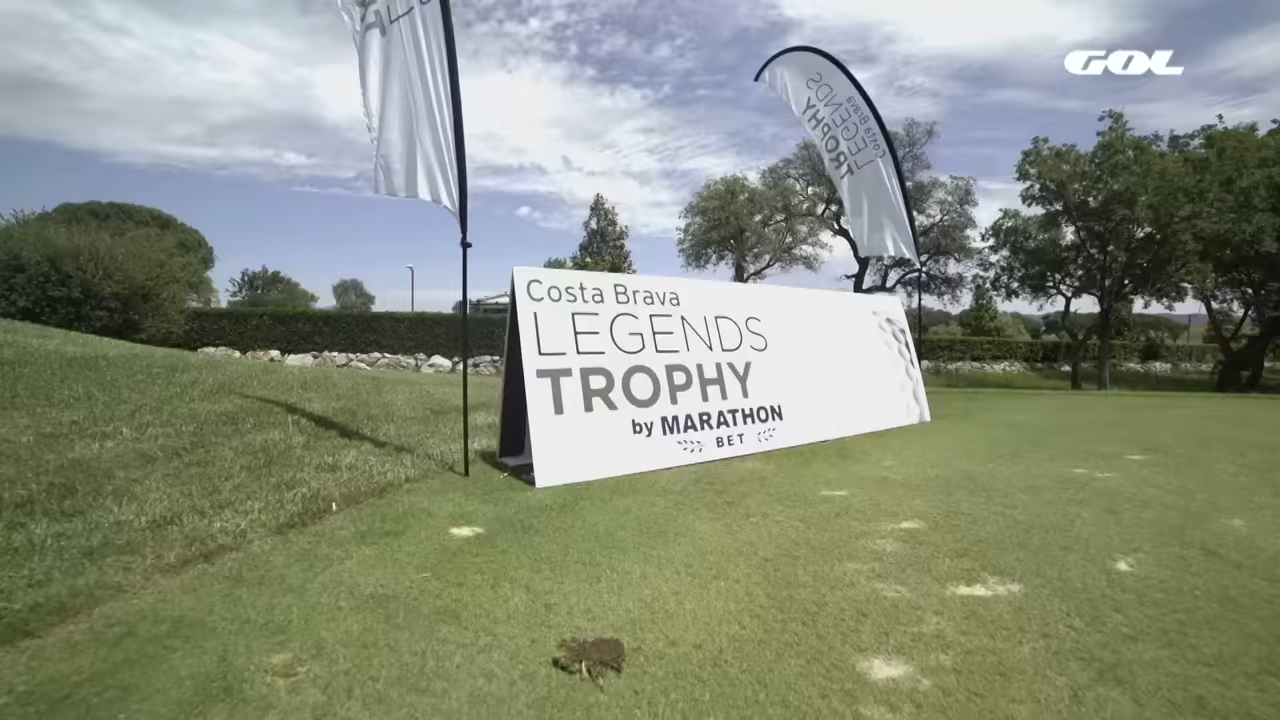 GOL
Costa Brava
LEGENDS
TROPHY
Costa Brava
LEGENDS
TROPHY
by MARATHON
BET